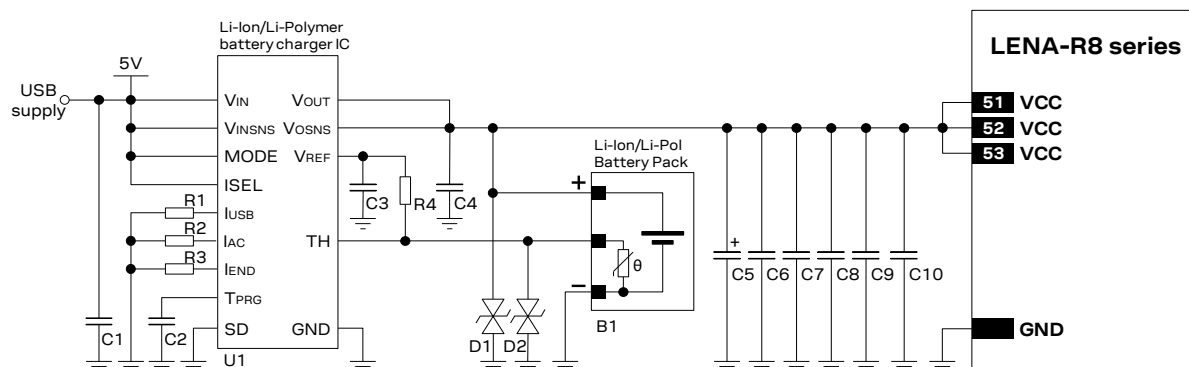 Li-Ion/Li-Polymer
battery charger IC
LENA-R8 series
5V
USB
supply
VIN
VOUT
51 VCC
VINSNS
VOSNS
52 VCC
MODE
VREF
Li-Ion/Li-Pol
Battery Pack
53 VCC
ISEL
+
R1
IUSB
C3
R4
C4
R2
IAC
TH
R3
IEND
θ
+
C5
C6
C7
C8
C9
C10
TPRG
–
B1
C1
C2
SD
GND
D1
D2
GND
U1